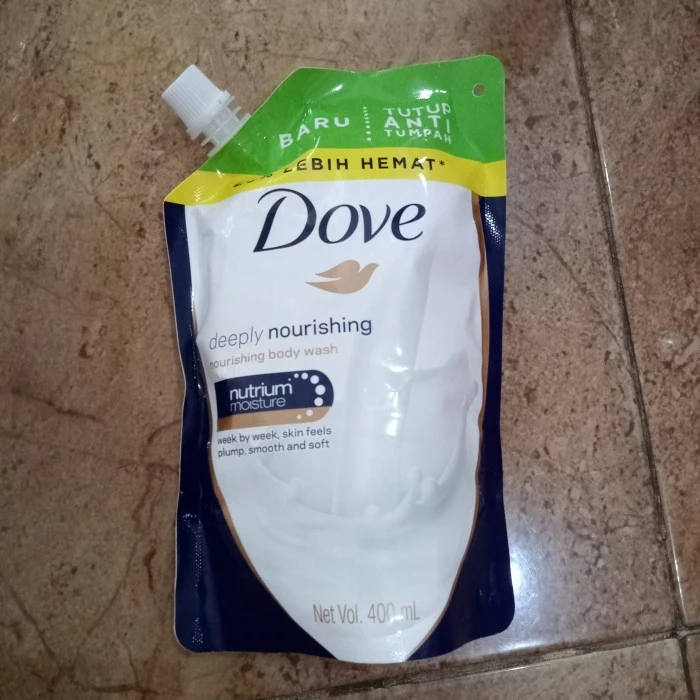 BARU
TUTUP
ANTI
TUMPAH
LEBIH HEMAT*
Dove
deeply nourishing
nourishing body wash
nutrium
moisture
week by week, skin feels
plump, smooth and soft
Net Vol. 400 mL